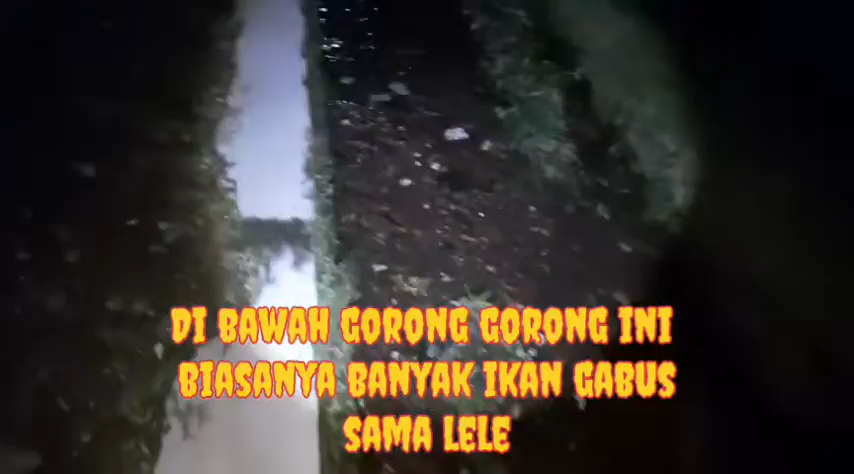 DI BAWAH GORONG GORONG INI
BIASANYA BANYAK IKAN GABUS
SAMA LELE